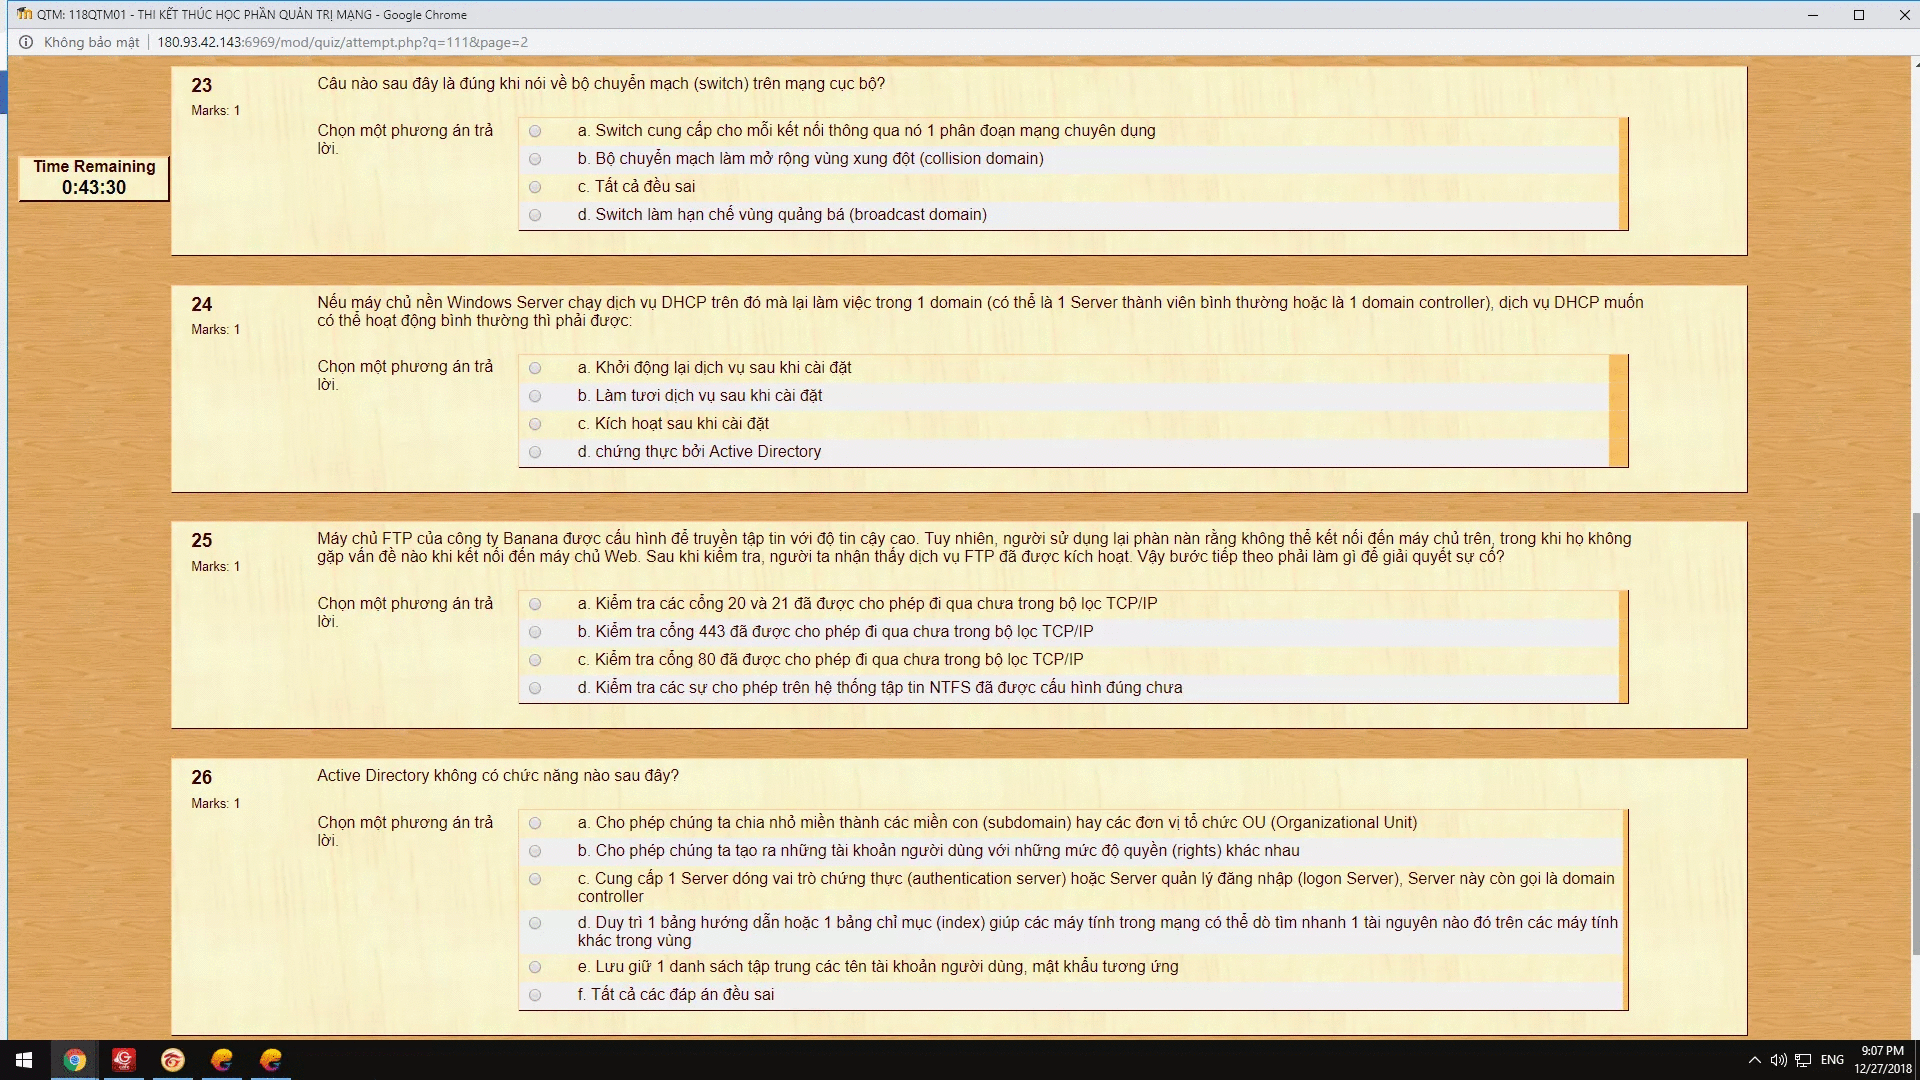 QTM: 118QTM01 - THI KẾT THÚC HỌC PHẦN QUẢN TRỊ MẠNG - Google Chrome
Không bảo mật | 180.93.42.143:6969/mod/quiz/attempt.php?q=111&page=2
Time Remaining
0:43:30
23
Marks: 1
Câu nào sau đây là đúng khi nói về bộ chuyển mạch (switch) trên mạng cục bộ?
Chọn một phương án trả
lời.
a. Switch cung cấp cho mỗi kết nối thông qua nó 1 phân đoạn mạng chuyên dụng
b. Bộ chuyển mạch làm mở rộng vùng xung đột (collision domain)
c. Tất cả đều sai
d. Switch làm hạn chế vùng quảng bá (broadcast domain)
24
Marks: 1
Nếu máy chủ nền Windows Server chạy dịch vụ DHCP trên đó mà lại làm việc trong 1 domain (có thể là 1 Server thành viên bình thường hoặc là 1 domain controller), dịch vụ DHCP muốn
có thể hoạt động bình thường thì phải được:
Chọn một phương án trả
lời.
a. Khởi động lại dịch vụ sau khi cài đặt
b. Làm tươi dịch vụ sau khi cài đặt
c. Kích hoạt sau khi cài đặt
d. chứng thực bởi Active Directory
25
Marks: 1
Máy chủ FTP của công ty Banana được cấu hình để truyền tập tin với độ tin cậy cao. Tuy nhiên, người sử dụng lại phàn nàn rằng không thể kết nối đến máy chủ trên, trong khi họ không
gặp vấn đề nào khi kết nối đến máy chủ Web. Sau khi kiểm tra, người ta nhận thấy dịch vụ FTP đã được kích hoạt. Vậy bước tiếp theo phải làm gì để giải quyết sự cố?
Chọn một phương án trả
lời.
a. Kiểm tra các cổng 20 và 21 đã được cho phép đi qua chưa trong bộ lọc TCP/IP
b. Kiểm tra cổng 443 đã được cho phép đi qua chưa trong bộ lọc TCP/IP
c. Kiểm tra cổng 80 đã được cho phép đi qua chưa trong bộ lọc TCP/IP
d. Kiểm tra các sự cho phép trên hệ thống tập tin NTFS đã được cấu hình đúng chưa
26
Marks: 1
Active Directory không có chức năng nào sau đây?
Chọn một phương án trả
lời.
a. Cho phép chúng ta chia nhỏ miền thành các miền con (subdomain) hay các đơn vị tổ chức OU (Organizational Unit)
b. Cho phép chúng ta tạo ra những tài khoản người dùng với những mức độ quyền (rights) khác nhau
c. Cung cấp 1 Server dóng vai trò chứng thực (authentication server) hoặc Server quản lý đăng nhập (logon Server), Server này còn gọi là domain
controller
d. Duy trì 1 bảng hướng dẫn hoặc 1 bảng chỉ mục (index) giúp các máy tính trong mạng có thể dò tìm nhanh 1 tài nguyên nào đó trên các máy tính
khác trong vùng
e. Lưu giữ 1 danh sách tập trung các tên tài khoản người dùng, mật khẩu tương ứng
f. Tất cả các đáp án đều sai
ENG
9:07 PM
12/27/2018